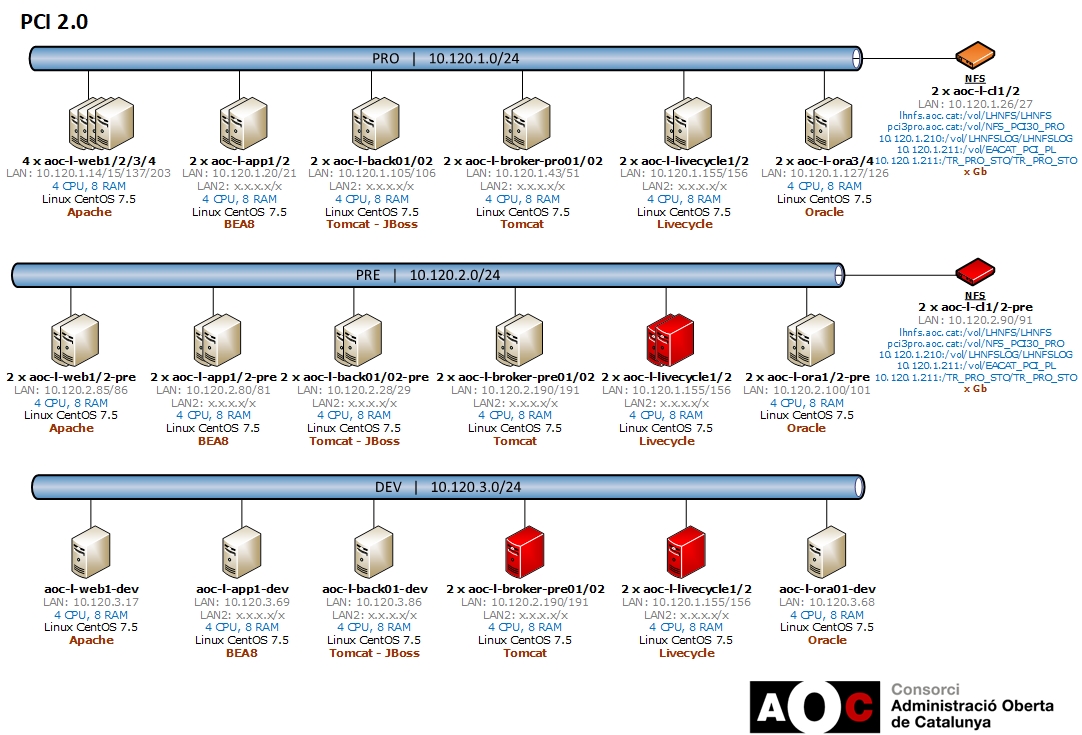 PCI 2.0
PRO | 10.120.1.0/24
4 x aoc-l-web1/2/3/4
LAN: 10.120.1.14/15/137/203
4 CPU, 8 RAM
Linux CentOS 7.5
Apache
2 x aoc-l-app1/2
LAN: 10.120.1.20/21
LAN2: x.x.x.x/x
4 CPU, 8 RAM
Linux CentOS 7.5
BEA8
2 x aoc-l-back01/02
LAN: 10.120.1.105/106
LAN2: x.x.x.x/x
4 CPU, 8 RAM
Linux CentOS 7.5
Tomcat - JBoss
2 x aoc-l-broker-pro01/02
LAN: 10.120.1.43/51
LAN2: x.x.x.x/x
4 CPU, 8 RAM
Linux CentOS 7.5
Tomcat
2 x aoc-l-livecycle1/2
LAN: 10.120.1.155/156
LAN2: x.x.x.x/x
4 CPU, 8 RAM
Linux CentOS 7.5
Livecycle
2 x aoc-l-ora3/4
LAN: 10.120.1.127/126
4 CPU, 8 RAM
Linux CentOS 7.5
Oracle
NFS
2 x aoc-l-cl1/2
LAN: 10.120.1.26/27
lhnfs.aoc.cat:/vol/LHNFS/LHNFS
pci3pro.aoc.cat:/vol/NFS_PCI30_PRO
10.120.1.210:/vol/LHNFSLOG/LHNFSLOG
10.120.1.211:/vol/EACAT_PCI_PL
10.120.1.211:/TR_PRO_STO/TR_PRO_STO
x Gb
PRE | 10.120.2.0/24
2 x aoc-l-web1/2-pre
LAN: 10.120.2.85/86
4 CPU, 8 RAM
Linux CentOS 7.5
Apache
2 x aoc-l-app1/2-pre
LAN: 10.120.2.80/81
LAN2: x.x.x.x/x
4 CPU, 8 RAM
Linux CentOS 7.5
BEA8
2 x aoc-l-back01/02-pre
LAN: 10.120.2.28/29
LAN2: x.x.x.x/x
4 CPU, 8 RAM
Linux CentOS 7.5
Tomcat - JBoss
2 x aoc-l-broker-pre01/02
LAN: 10.120.2.190/191
LAN2: x.x.x.x/x
4 CPU, 8 RAM
Linux CentOS 7.5
Tomcat
2 x aoc-l-livecycle1/2
LAN: 10.120.1.155/156
LAN2: x.x.x.x/x
4 CPU, 8 RAM
Linux CentOS 7.5
Livecycle
2 x aoc-l-ora1/2-pre
LAN: 10.120.2.100/101
4 CPU, 8 RAM
Linux CentOS 7.5
Oracle
NFS
2 x aoc-l-cl1/2-pre
LAN: 10.120.2.90/91
lhnfs.aoc.cat:/vol/LHNFS/LHNFS
pci3pro.aoc.cat:/vol/NFS_PCI30_PRO
10.120.1.210:/vol/LHNFSLOG/LHNFSLOG
10.120.1.211:/vol/EACAT_PCI_PL
10.120.1.211:/TR_PRO_STO/TR_PRO_STO
x Gb
DEV | 10.120.3.0/24
aoc-l-web1-dev
LAN: 10.120.3.17
4 CPU, 8 RAM
Linux CentOS 7.5
Apache
aoc-l-app1-dev
LAN: 10.120.3.69
LAN2: x.x.x.x/x
4 CPU, 8 RAM
Linux CentOS 7.5
BEA8
aoc-l-back01-dev
LAN: 10.120.3.86
LAN2: x.x.x.x/x
4 CPU, 8 RAM
Linux CentOS 7.5
Tomcat - JBoss
2 x aoc-l-broker-pre01/02
LAN: 10.120.2.190/191
LAN2: x.x.x.x/x
4 CPU, 8 RAM
Linux CentOS 7.5
Tomcat
2 x aoc-l-livecycle1/2
LAN: 10.120.1.155/156
LAN2: x.x.x.x/x
4 CPU, 8 RAM
Linux CentOS 7.5
Livecycle
aoc-l-ora01-dev
LAN: 10.120.3.68
4 CPU, 8 RAM
Linux CentOS 7.5
Oracle
AOC
Consorci
Administració Oberta
de Catalunya